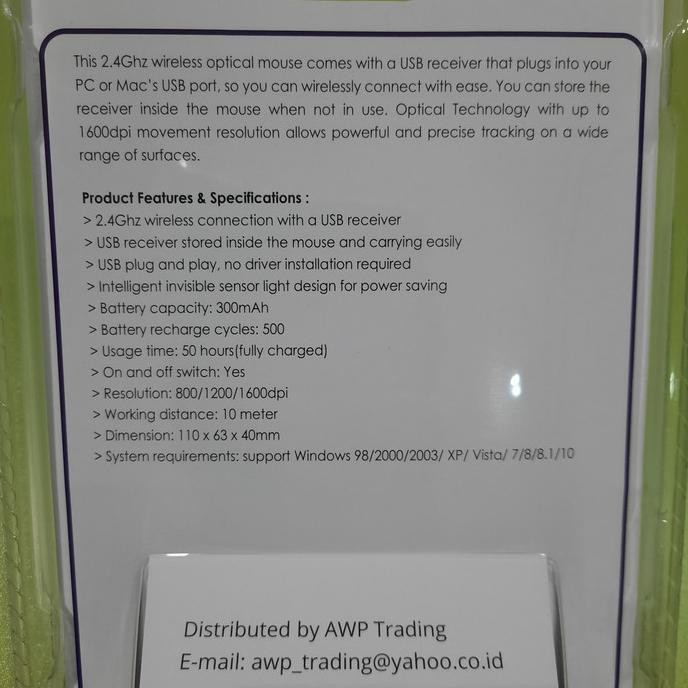 This 2.4Ghz wireless optical mouse comes with a USB receiver that plugs into your
PC or Mac's USB port, so you can wirelessly connect with ease. You can store the
receiver inside the mouse when not in use. Optical Technology with up to
1600dpi movement resolution allows powerful and precise tracking on a wide
range of surfaces.
Product Features & Specifications :
> 2.4Ghz wireless connection with a USB receiver
> USB receiver stored inside the mouse and carrying easily
> USB plug and play, no driver installation required
> Intelligent invisible sensor light design for power saving
> Battery capacity: 300mAh
> Battery recharge cycles: 500
> Usage time: 50 hours(fully charged)
> On and off switch: Yes
> Resolution: 800/1200/1600dpi
> Working distance: 10 meter
> Dimension: 110 x 63 x 40mm
> System requirements: support Windows 98/2000/2003/ XP/ Vista/ 7/8/8.1/10
Distributed by AWP Trading
E-mail: awp_trading@yahoo.co.id